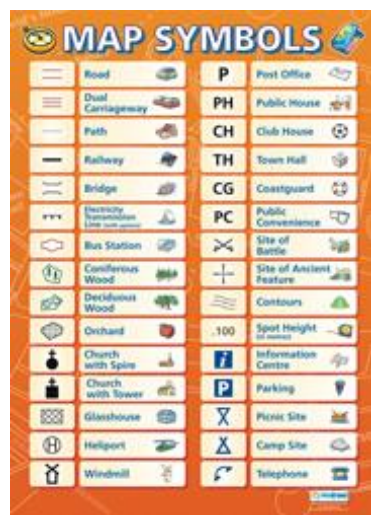 MAP SYMBOLS
Road
P
Post Office
Dual
Carriageway
PH
Public House
Path
CH
Club House
Railway
TH
Town Hall
Bridge
CG
Coastguard
Electricity
Transmission
Line
PC
Public
Convenience
Bus Station
Site of
Battle
Coniferous
Wood
Site of Ancient
Feature
Deciduous
Wood
Contours
Orchard
.100
Spot Height
Church
with Spire
i
Information
Centre
Church
with Tower
P
Parking
Glasshouse
Picnic Site
H
Heliport
Camp Site
Windmill
Telephone